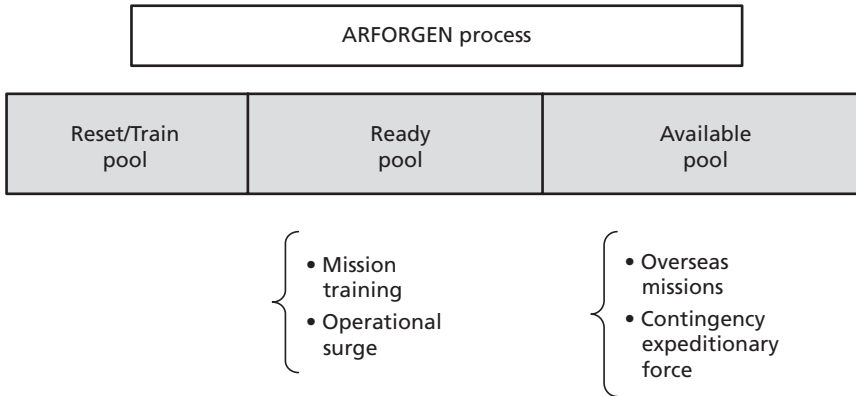 ARFORGEN process
Reset/Train
pool
Ready
pool
Available
pool
• Mission
training
• Operational
surge
• Overseas
missions
• Contingency
expeditionary
force